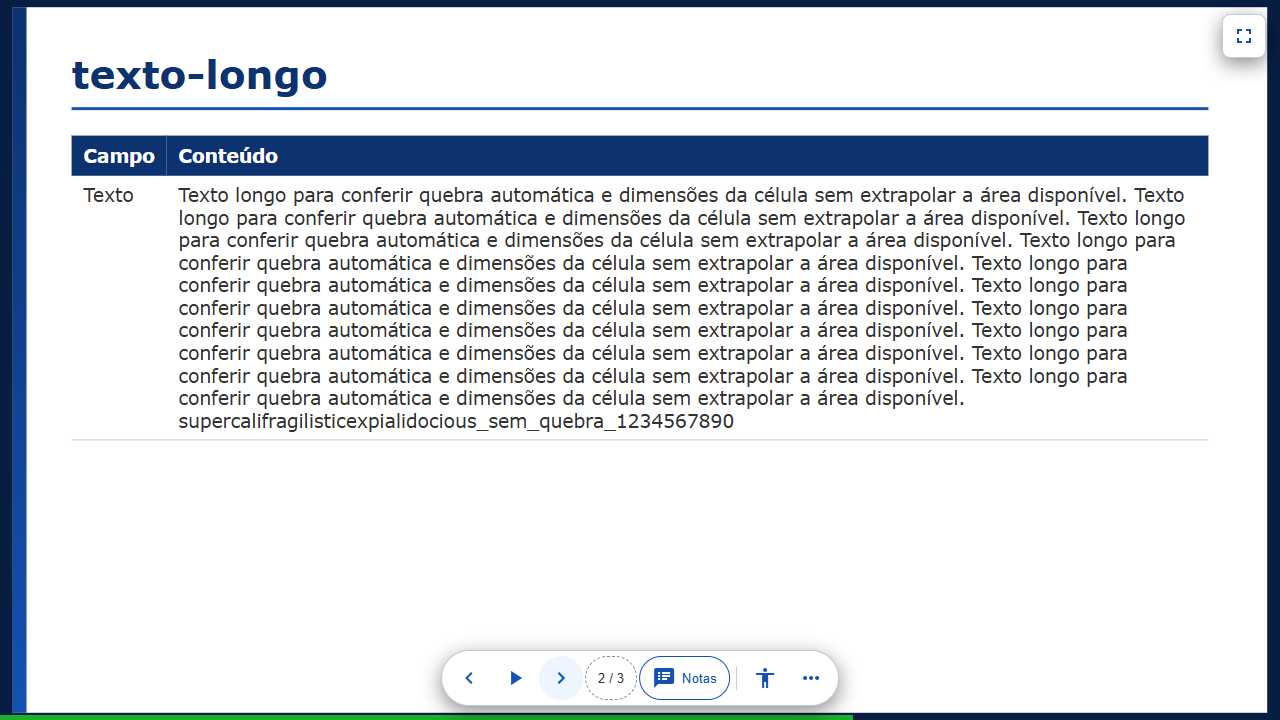 texto-longo
Campo Conteúdo
Texto Texto longo para conferir quebra automática e dimensões da célula sem extrapolar a área disponível. Texto
longo para conferir quebra automática e dimensões da célula sem extrapolar a área disponível. Texto longo
para conferir quebra automática e dimensões da célula sem extrapolar a área disponível. Texto longo para
conferir quebra automática e dimensões da célula sem extrapolar a área disponível. Texto longo para
conferir quebra automática e dimensões da célula sem extrapolar a área disponível. Texto longo para
conferir quebra automática e dimensões da célula sem extrapolar a área disponível. Texto longo para
conferir quebra automática e dimensões da célula sem extrapolar a área disponível. Texto longo para
conferir quebra automática e dimensões da célula sem extrapolar a área disponível. Texto longo para
conferir quebra automática e dimensões da célula sem extrapolar a área disponível. Texto longo para
conferir quebra automática e dimensões da célula sem extrapolar a área disponível.
supercalifragilisticexpialidocious_sem_quebra_1234567890
2 / 3 Notas